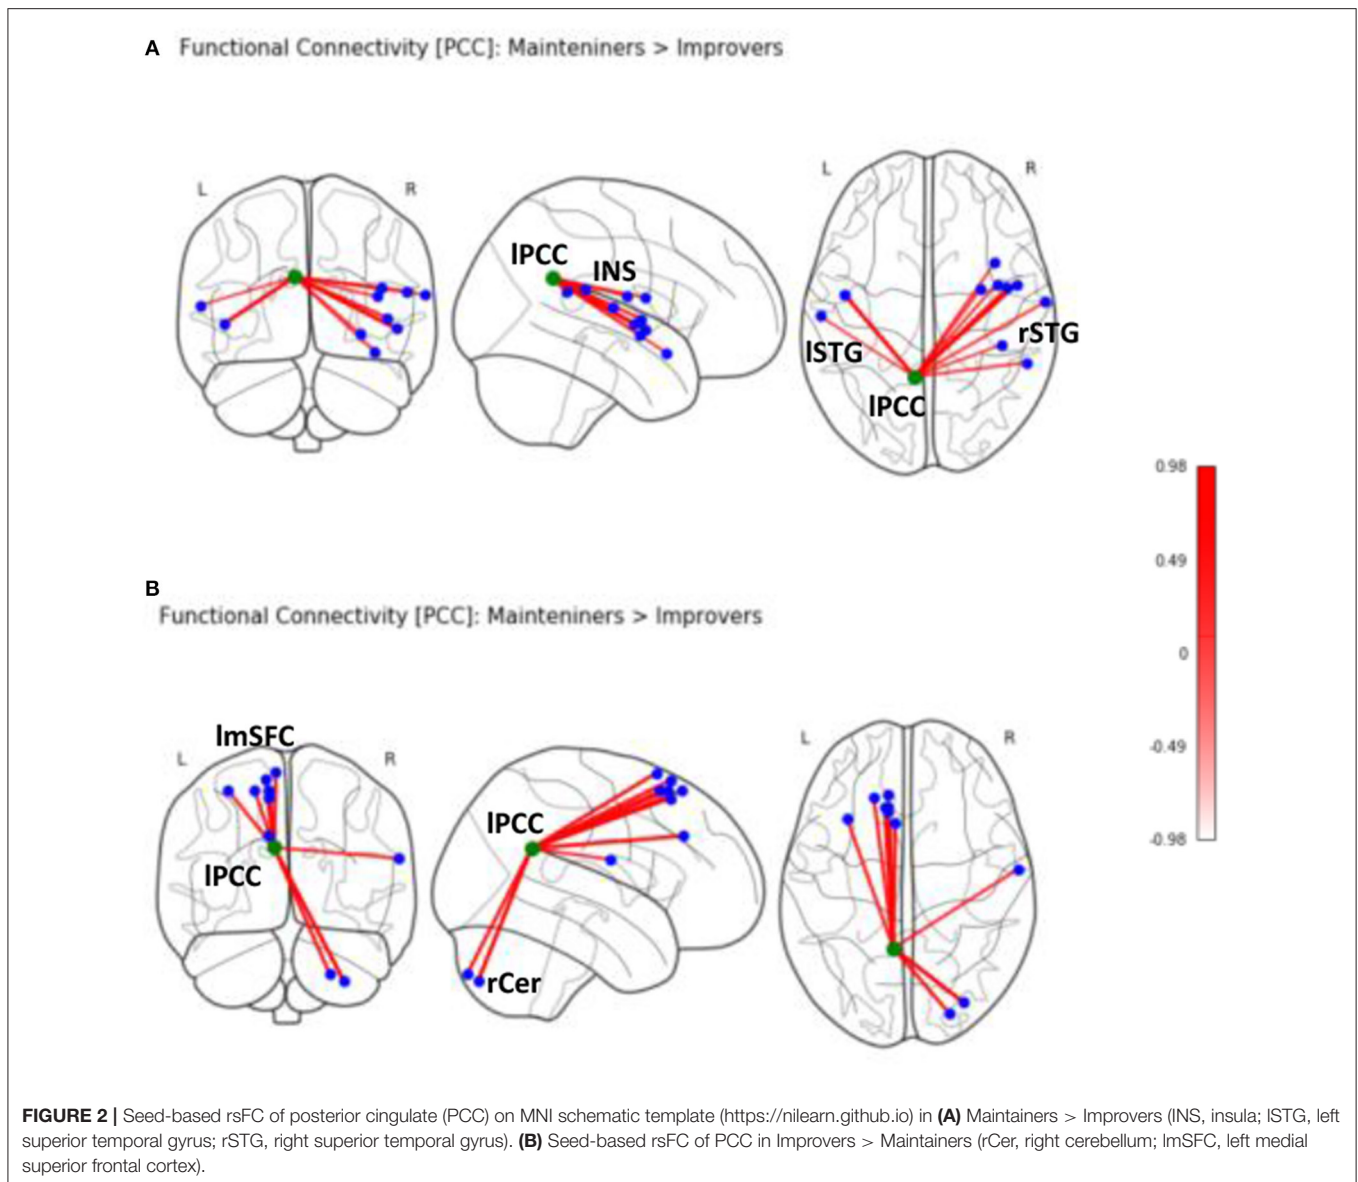 A Functional Connectivity [PCC]: Mainteniners > Improvers
L R
L R
lPCC INS
lSTG rSTG
lPCC
0.98
0.49
0
-0.49
-0.98
B
Functional Connectivity [PCC]: Mainteniners > Improvers
lmSFC
L R
L R
lPCC
lPCC
rCer
FIGURE 2 | Seed-based rsFC of posterior cingulate (PCC) on MNI schematic template (https://nilearn.github.io) in (A) Maintainers > Improvers (INS, insula; lSTG, left
superior temporal gyrus; rSTG, right superior temporal gyrus). (B) Seed-based rsFC of PCC in Improvers > Maintainers (rCer, right cerebellum; lmSFC, left medial
superior frontal cortex).